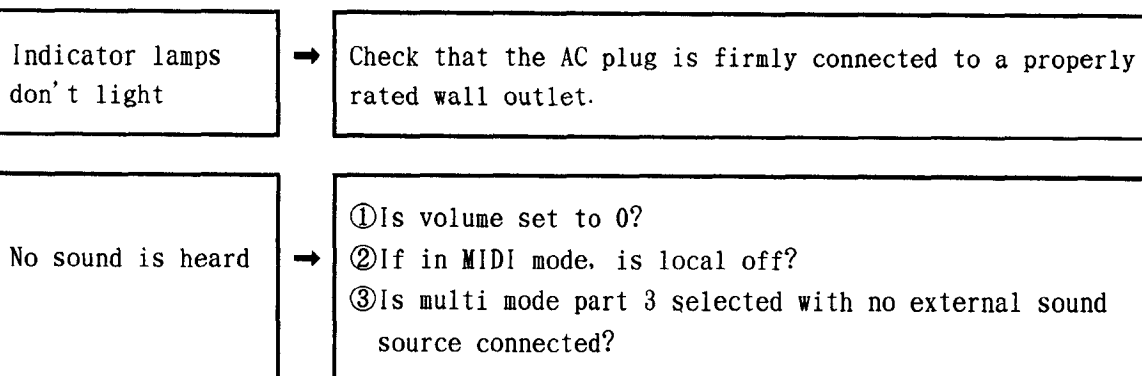 Indicator lamps
don't light
→
Check that the AC plug is firmly connected to a properly
rated wall outlet.
No sound is heard
→
①Is volume set to 0?
②If in MIDI mode, is local off?
③Is multi mode part 3 selected with no external sound
source connected?